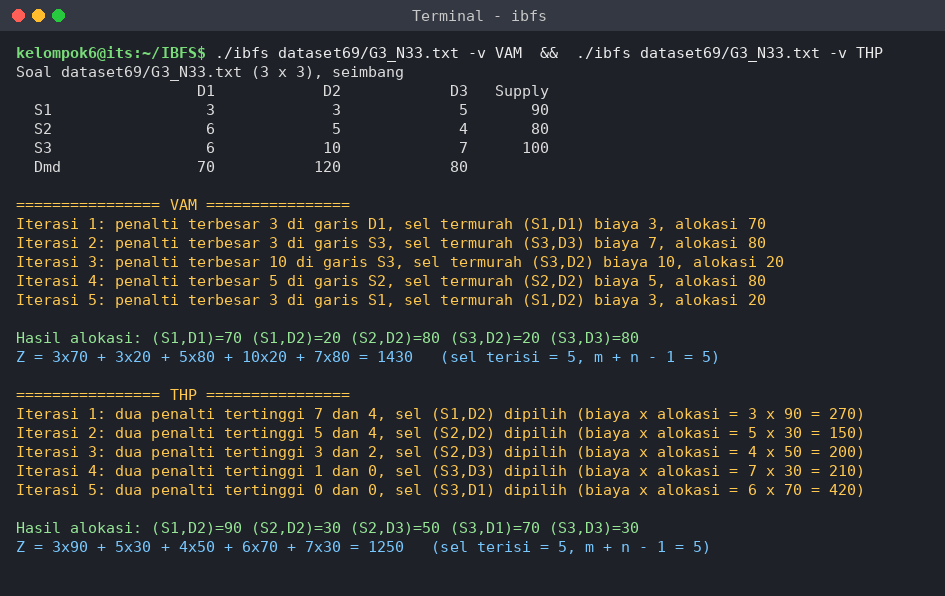 Terminal - ibfs
kelompok6@its:~/IBFS$ ./ibfs dataset69/G3_N33.txt -v VAM  &&  ./ibfs dataset69/G3_N33.txt -v THP
Soal dataset69/G3_N33.txt (3 x 3), seimbang
                    D1            D2            D3   Supply
  S1                 3             3             5       90
  S2                 6             5             4       80
  S3                 6            10             7      100
  Dmd               70           120            80
================ VAM ================
Iterasi 1: penalti terbesar 3 di garis D1, sel termurah (S1,D1) biaya 3, alokasi 70
Iterasi 2: penalti terbesar 3 di garis S3, sel termurah (S3,D3) biaya 7, alokasi 80
Iterasi 3: penalti terbesar 10 di garis S3, sel termurah (S3,D2) biaya 10, alokasi 20
Iterasi 4: penalti terbesar 5 di garis S2, sel termurah (S2,D2) biaya 5, alokasi 80
Iterasi 5: penalti terbesar 3 di garis S1, sel termurah (S1,D2) biaya 3, alokasi 20
Hasil alokasi: (S1,D1)=70 (S1,D2)=20 (S2,D2)=80 (S3,D2)=20 (S3,D3)=80
Z = 3x70 + 3x20 + 5x80 + 10x20 + 7x80 = 1430   (sel terisi = 5, m + n - 1 = 5)
================ THP ================
Iterasi 1: dua penalti tertinggi 7 dan 4, sel (S1,D2) dipilih (biaya x alokasi = 3 x 90 = 270)
Iterasi 2: dua penalti tertinggi 5 dan 4, sel (S2,D2) dipilih (biaya x alokasi = 5 x 30 = 150)
Iterasi 3: dua penalti tertinggi 3 dan 2, sel (S2,D3) dipilih (biaya x alokasi = 4 x 50 = 200)
Iterasi 4: dua penalti tertinggi 1 dan 0, sel (S3,D3) dipilih (biaya x alokasi = 7 x 30 = 210)
Iterasi 5: dua penalti tertinggi 0 dan 0, sel (S3,D1) dipilih (biaya x alokasi = 6 x 70 = 420)
Hasil alokasi: (S1,D2)=90 (S2,D2)=30 (S2,D3)=50 (S3,D1)=70 (S3,D3)=30
Z = 3x90 + 5x30 + 4x50 + 6x70 + 7x30 = 1250   (sel terisi = 5, m + n - 1 = 5)